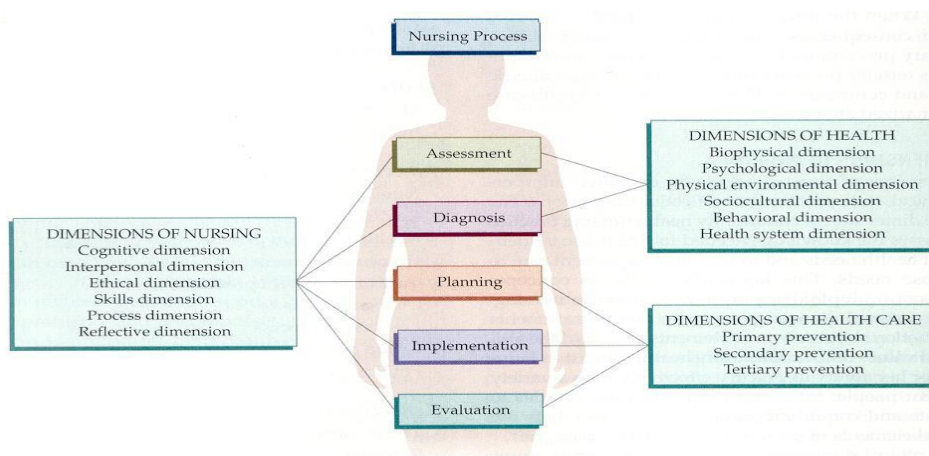 Nursing Process
Assessment
Diagnosis
Planning
Implementation
Evaluation
DIMENSIONS OF NURSING
Cognitive dimension
Interpersonal dimension
Ethical dimension
Skills dimension
Process dimension
Reflective dimension
DIMENSIONS OF HEALTH
Biophysical dimension
Psychological dimension
Physical environmental dimension
Sociocultural dimension
Behavioral dimension
Health system dimension
DIMENSIONS OF HEALTH CARE
Primary prevention
Secondary prevention
Tertiary prevention